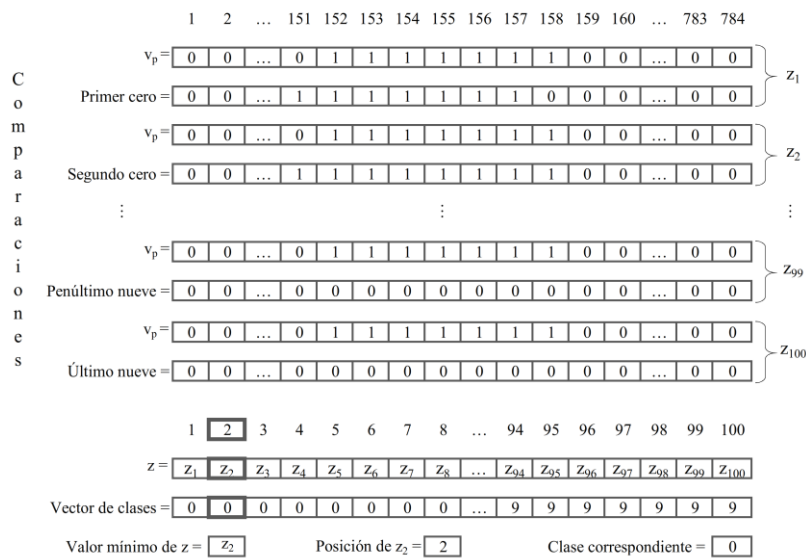 1 2 … 151 152 153 154 155 156 157 158 159 160 … 783 784
vₚ = 0 0 … 0 1 1 1 1 1 1 1 0 0 … 0 0
z₁
Primer cero = 0 0 … 1 1 1 1 1 1 1 0 0 0 … 0 0
vₚ = 0 0 … 0 1 1 1 1 1 1 1 0 0 … 0 0
z₂
Segundo cero = 0 0 … 1 1 1 1 1 1 1 1 0 0 … 0 0
⋮ ⋮ ⋮
vₚ = 0 0 … 0 1 1 1 1 1 1 1 0 0 … 0 0
z₉₉
Penúltimo nueve = 0 0 … 0 0 0 0 0 0 0 0 0 0 … 0 0
vₚ = 0 0 … 0 1 1 1 1 1 1 1 0 0 … 0 0
z₁₀₀
Último nueve = 0 0 … 0 0 0 0 0 0 0 0 0 0 … 0 0
Comparaciones
1 2 3 4 5 6 7 8 … 94 95 96 97 98 99 100
z = z₁ z₂ z₃ z₄ z₅ z₆ z₇ z₈ … z₉₄ z₉₅ z₉₆ z₉₇ z₉₈ z₉₉ z₁₀₀
Vector de clases = 0 0 0 0 0 0 0 0 … 9 9 9 9 9 9 9
Valor mínimo de z = z₂ Posición de z₂ = 2 Clase correspondiente = 0